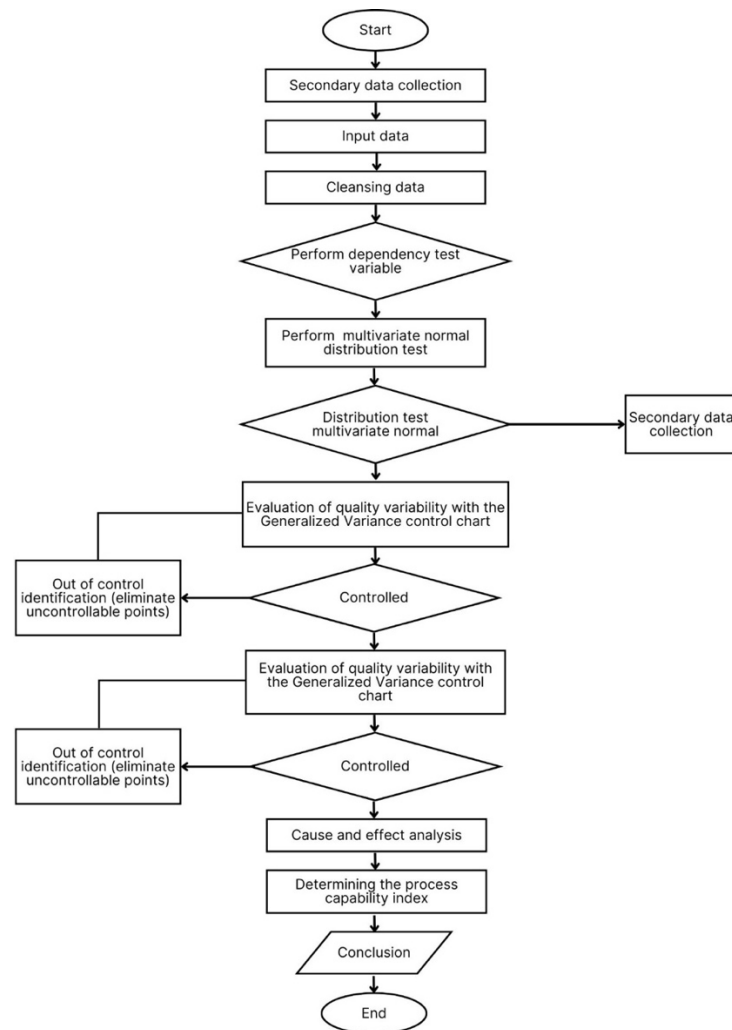 Start
Secondary data collection
Input data
Cleansing data
Perform dependency test
variable
Perform multivariate normal
distribution test
Distribution test
multivariate normal
Secondary data
collection
Evaluation of quality variability with the
Generalized Variance control chart
Out of control
identification (eliminate
uncontrollable points)
Controlled
Evaluation of quality variability with
the Generalized Variance control
chart
Out of control
identification (eliminate
uncontrollable points)
Controlled
Cause and effect analysis
Determining the process
capability index
Conclusion
End